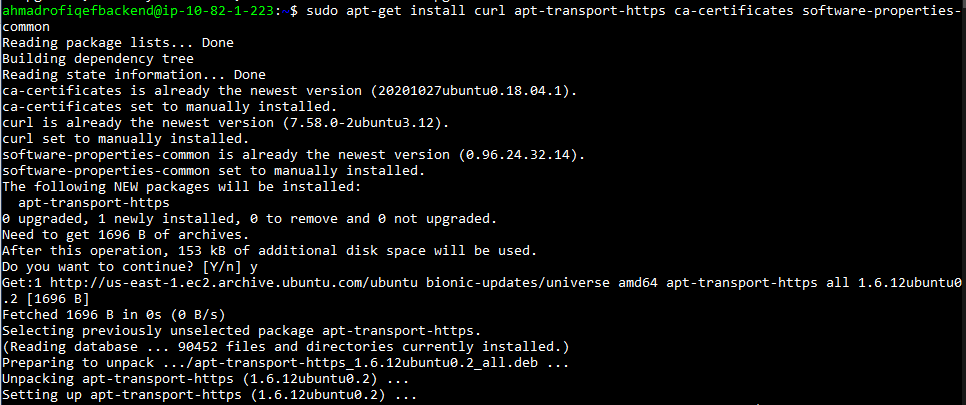 ahmadrofiqefbackend@ip-10-82-1-223:~$ sudo apt-get install curl apt-transport-https ca-certificates software-properties-
common
Reading package lists... Done
Building dependency tree
Reading state information... Done
ca-certificates is already the newest version (20201027ubuntu0.18.04.1).
ca-certificates set to manually installed.
curl is already the newest version (7.58.0-2ubuntu3.12).
curl set to manually installed.
software-properties-common is already the newest version (0.96.24.32.14).
software-properties-common set to manually installed.
The following NEW packages will be installed:
  apt-transport-https
0 upgraded, 1 newly installed, 0 to remove and 0 not upgraded.
Need to get 1696 B of archives.
After this operation, 153 kB of additional disk space will be used.
Do you want to continue? [Y/n] y
Get:1 http://us-east-1.ec2.archive.ubuntu.com/ubuntu bionic-updates/universe amd64 apt-transport-https all 1.6.12ubuntu0
.2 [1696 B]
Fetched 1696 B in 0s (0 B/s)
Selecting previously unselected package apt-transport-https.
(Reading database ... 90452 files and directories currently installed.)
Preparing to unpack .../apt-transport-https_1.6.12ubuntu0.2_all.deb ...
Unpacking apt-transport-https (1.6.12ubuntu0.2) ...
Setting up apt-transport-https (1.6.12ubuntu0.2) ...